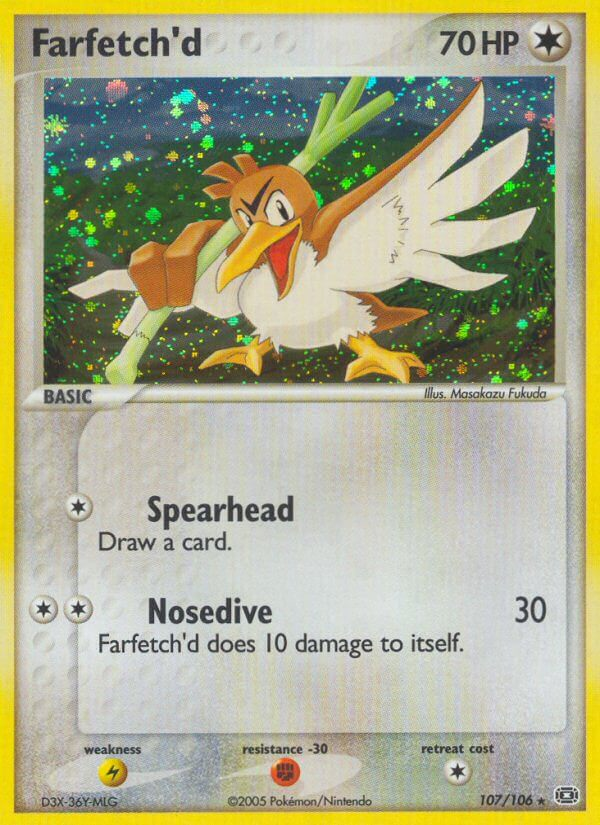 Farfetch'd 70 HP
BASIC
Illus. Masakazu Fukuda
Spearhead
Draw a card.
Nosedive 30
Farfetch'd does 10 damage to itself.
weakness resistance -30 retreat cost
D3X-36Y-MLG ©2005 Pokémon/Nintendo 107/106 ★